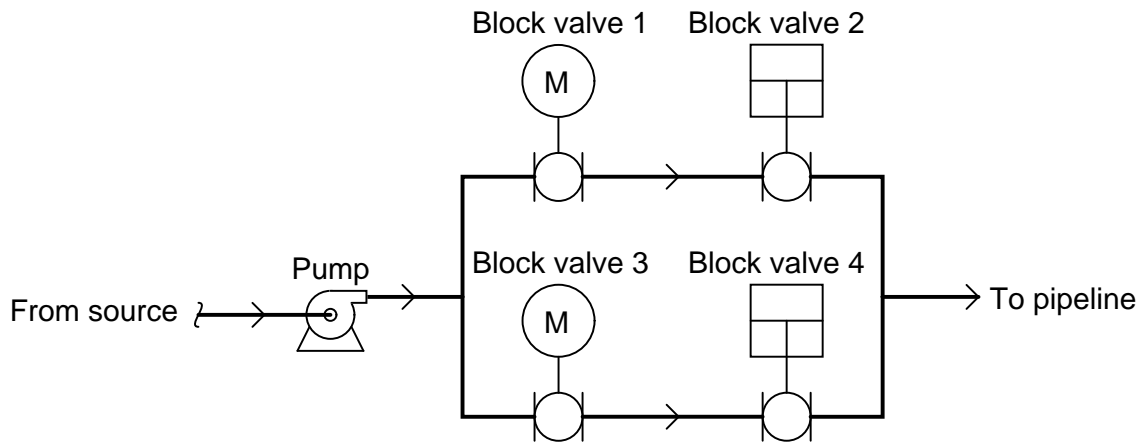 Block valve 1
Block valve 2
M
Block valve 3
Block valve 4
Pump
M
From source
To pipeline